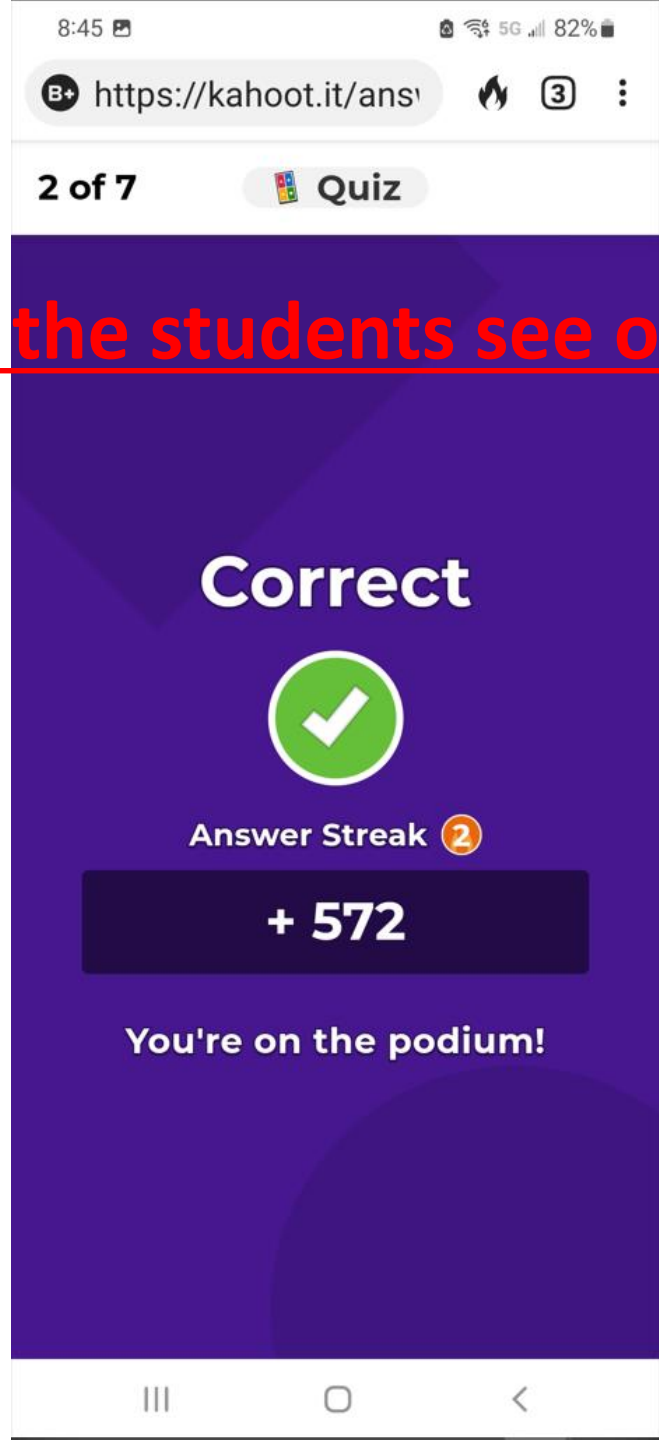 8:45 5G 82%
B+ https://kahoot.it/ans 3
2 of 7 Quiz
the students see o
Correct
Answer Streak 2
+ 572
You're on the podium!